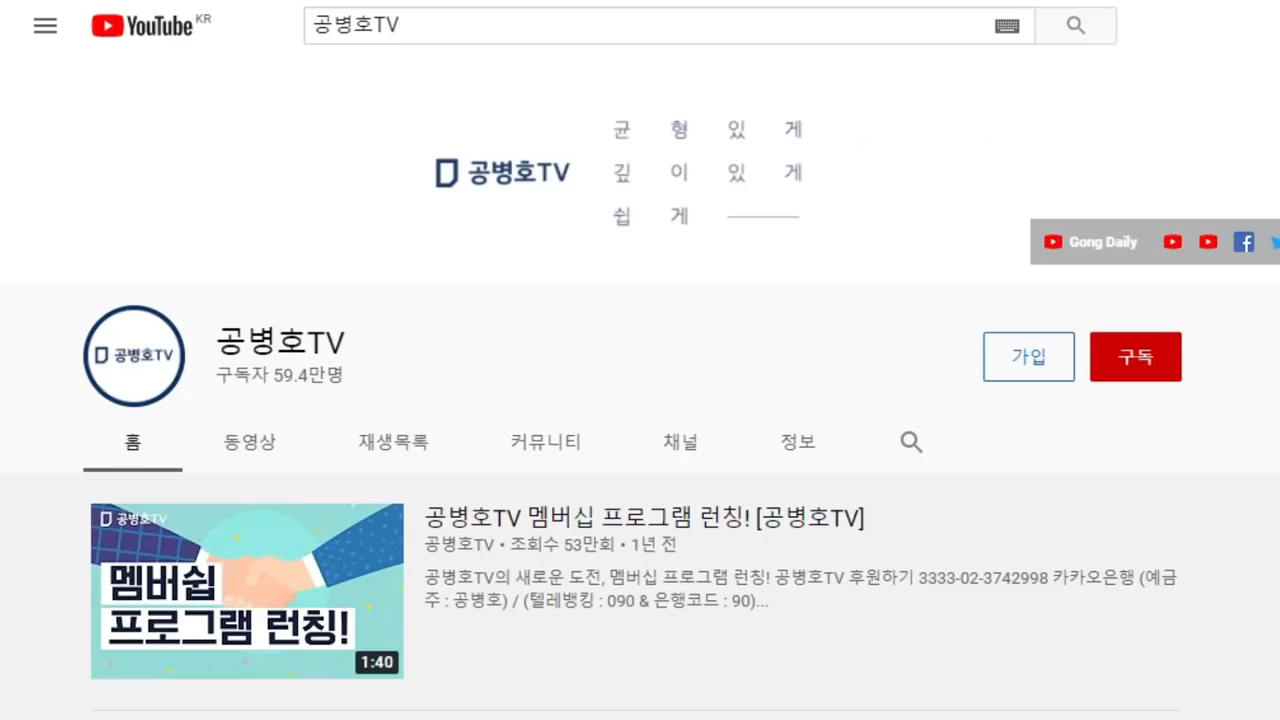 YouTube KR
공병호TV
균 형 있 게
공병호TV
깊 이 있 게
쉽 게
Gong Daily
공병호TV
공병호TV
구독자 59.4만명
가입
구독
홈
동영상
재생목록
커뮤니티
채널
정보
공병호TV
멤버쉽
프로그램 런칭!
1:40
공병호TV 멤버십 프로그램 런칭! [공병호TV]
공병호TV • 조회수 53만회 • 1년 전
공병호TV의 새로운 도전, 멤버십 프로그램 런칭! 공병호TV 후원하기 3333-02-3742998 카카오은행 (예금
주 : 공병호) / (텔레뱅킹 : 090 & 은행코드 : 90)...